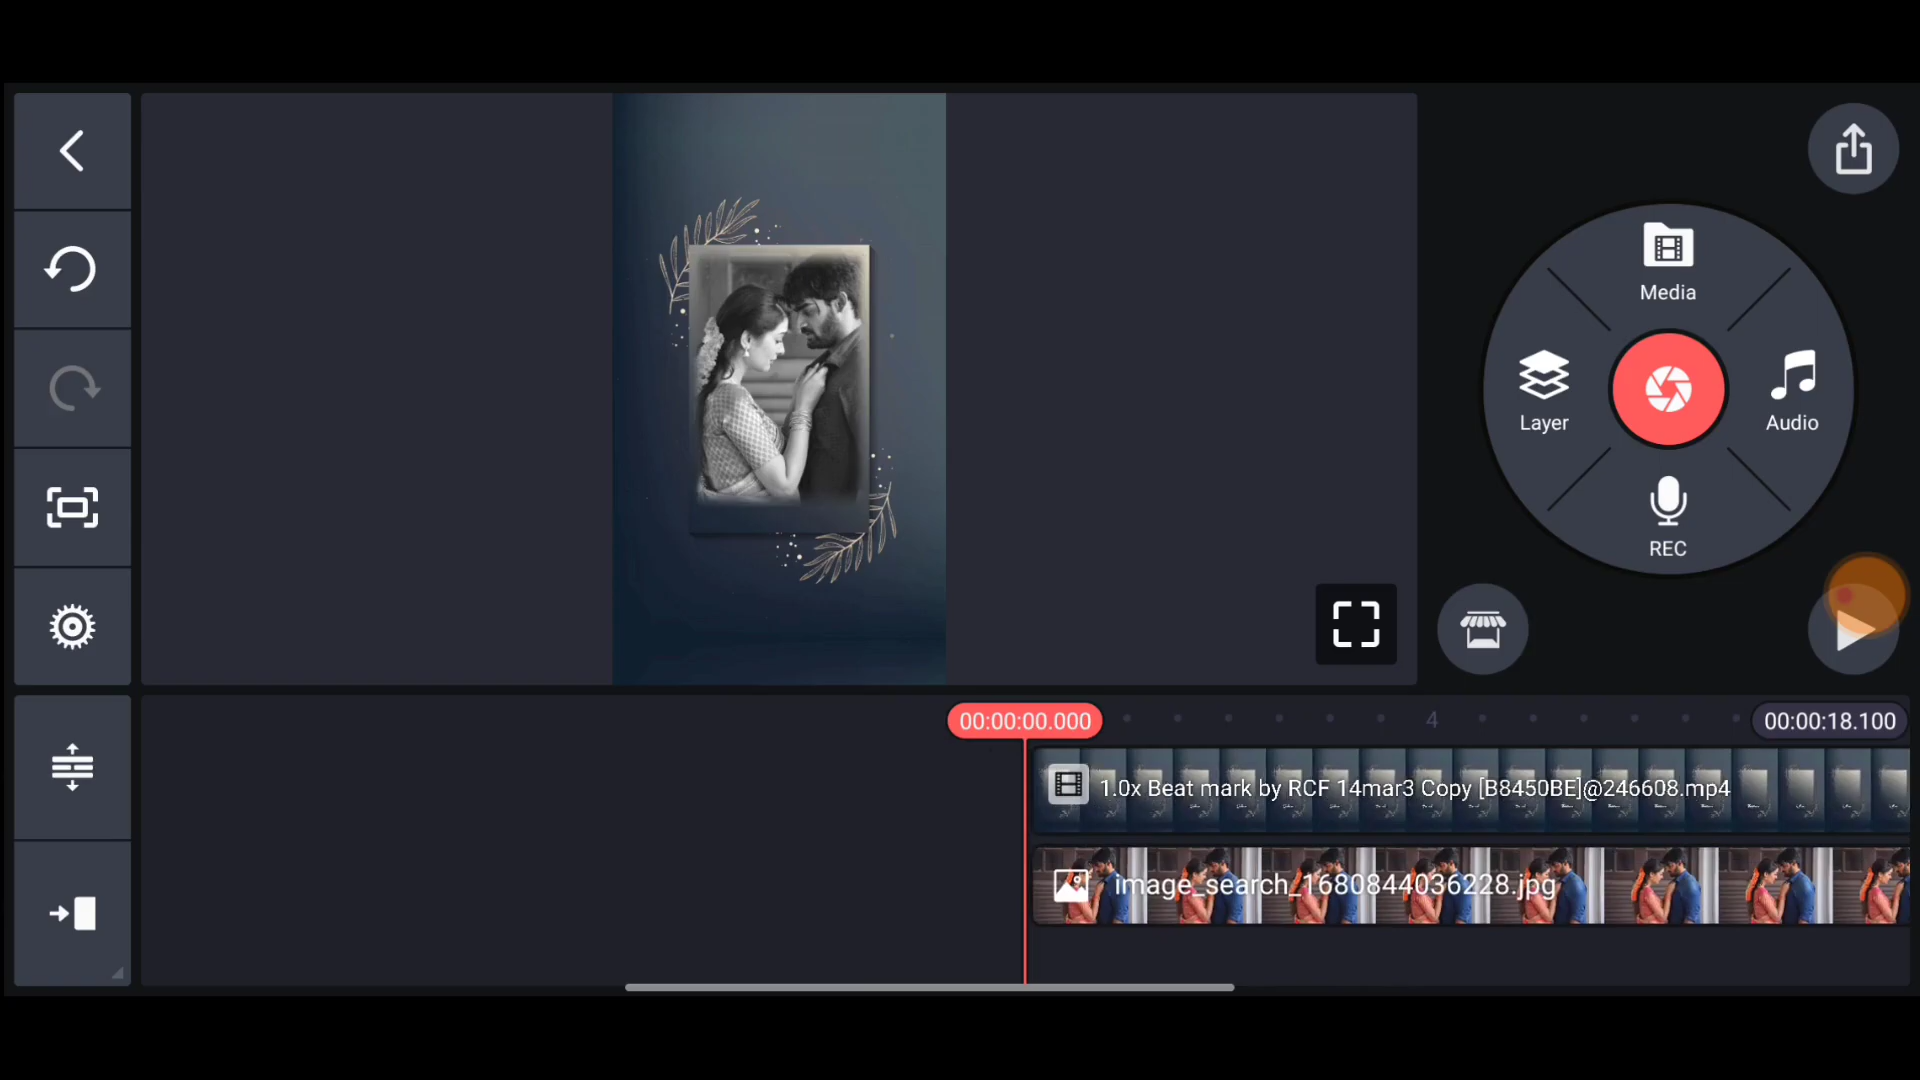 Media
Layer
Audio
REC
00:00:00.000
4
00:00:18.100
1.0x Beat mark by RCF 14mar3 Copy [B8450BE]@246608.mp4
image_search_1680844036228.jpg